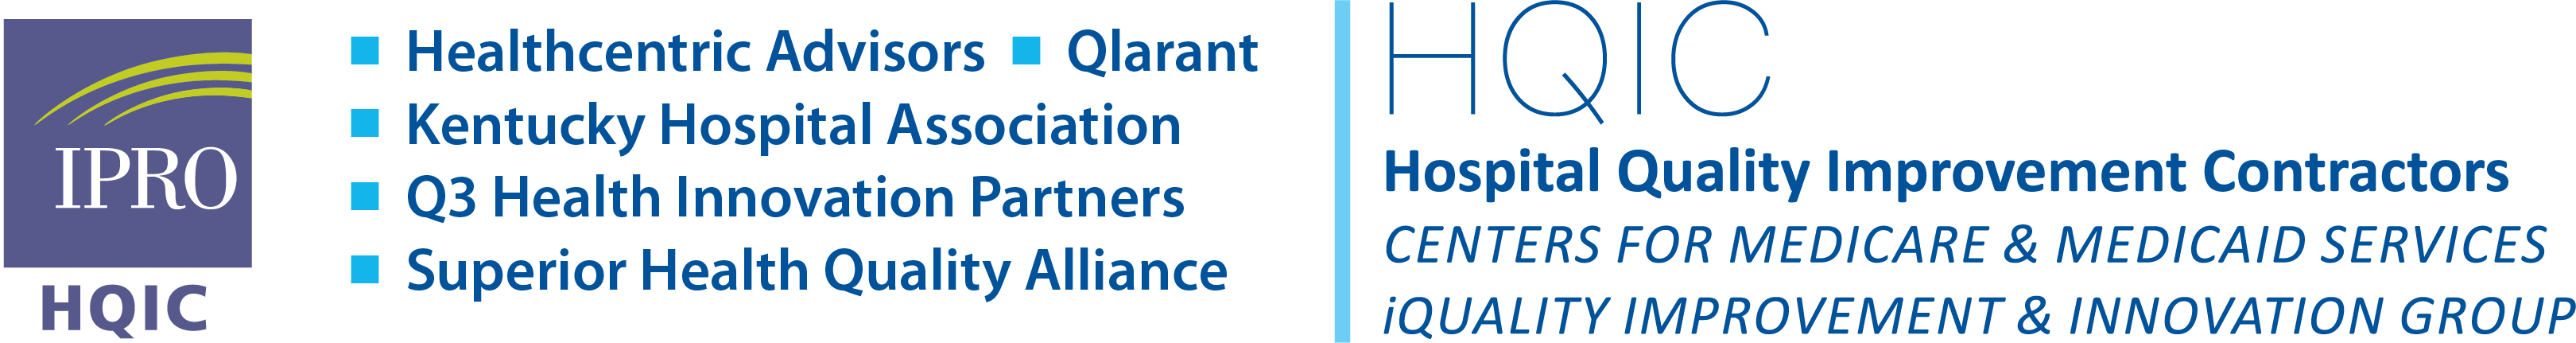 IPRO
HQIC
■ Healthcentric Advisors ■ Qlarant
■ Kentucky Hospital Association
■ Q3 Health Innovation Partners
■ Superior Health Quality Alliance
HQIC
Hospital Quality Improvement Contractors
CENTERS FOR MEDICARE & MEDICAID SERVICES
iQUALITY IMPROVEMENT & INNOVATION GROUP